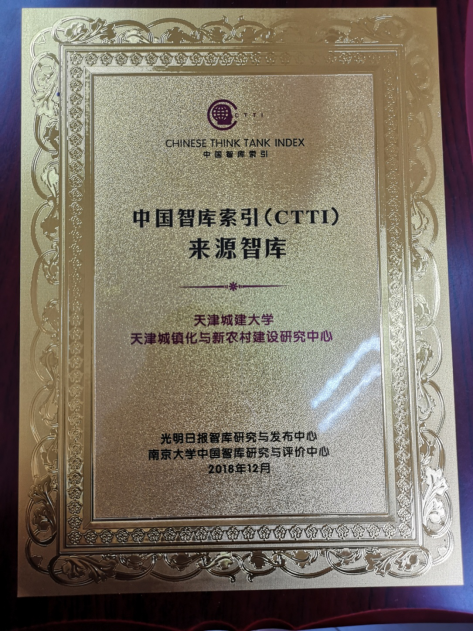 CTTI
CHINESE THINK TANK INDEX
中国智库索引
中国智库索引(CTTI)
来源智库
天津城建大学
天津城镇化与新农村建设研究中心
光明日报智库研究与发布中心
南京大学中国智库研究与评价中心
2018年12月